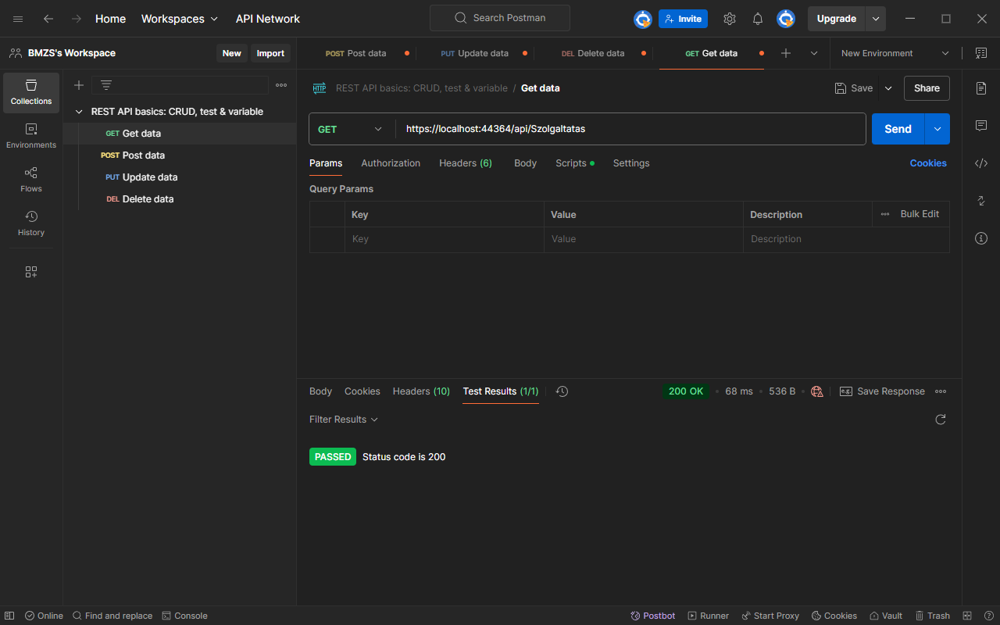 Home Workspaces API Network Search Postman Invite Upgrade
BMZS's Workspace New Import POST Post data PUT Update data DEL Delete data GET Get data New Environment
Collections
Environments
Flows
History
REST API basics: CRUD, test & variable
GET Get data
POST Post data
PUT Update data
DEL Delete data
HTTP REST API basics: CRUD, test & variable / Get data Save Share
GET https://localhost:44364/api/Szolgaltatas Send
Params Authorization Headers (6) Body Scripts Settings Cookies
Query Params
Key Value Description Bulk Edit
Key Value Description
Body Cookies Headers (10) Test Results (1/1) 200 OK 68 ms 536 B e.g. Save Response
Filter Results
PASSED Status code is 200
Online Find and replace Console Postbot Runner Start Proxy Cookies Vault Trash